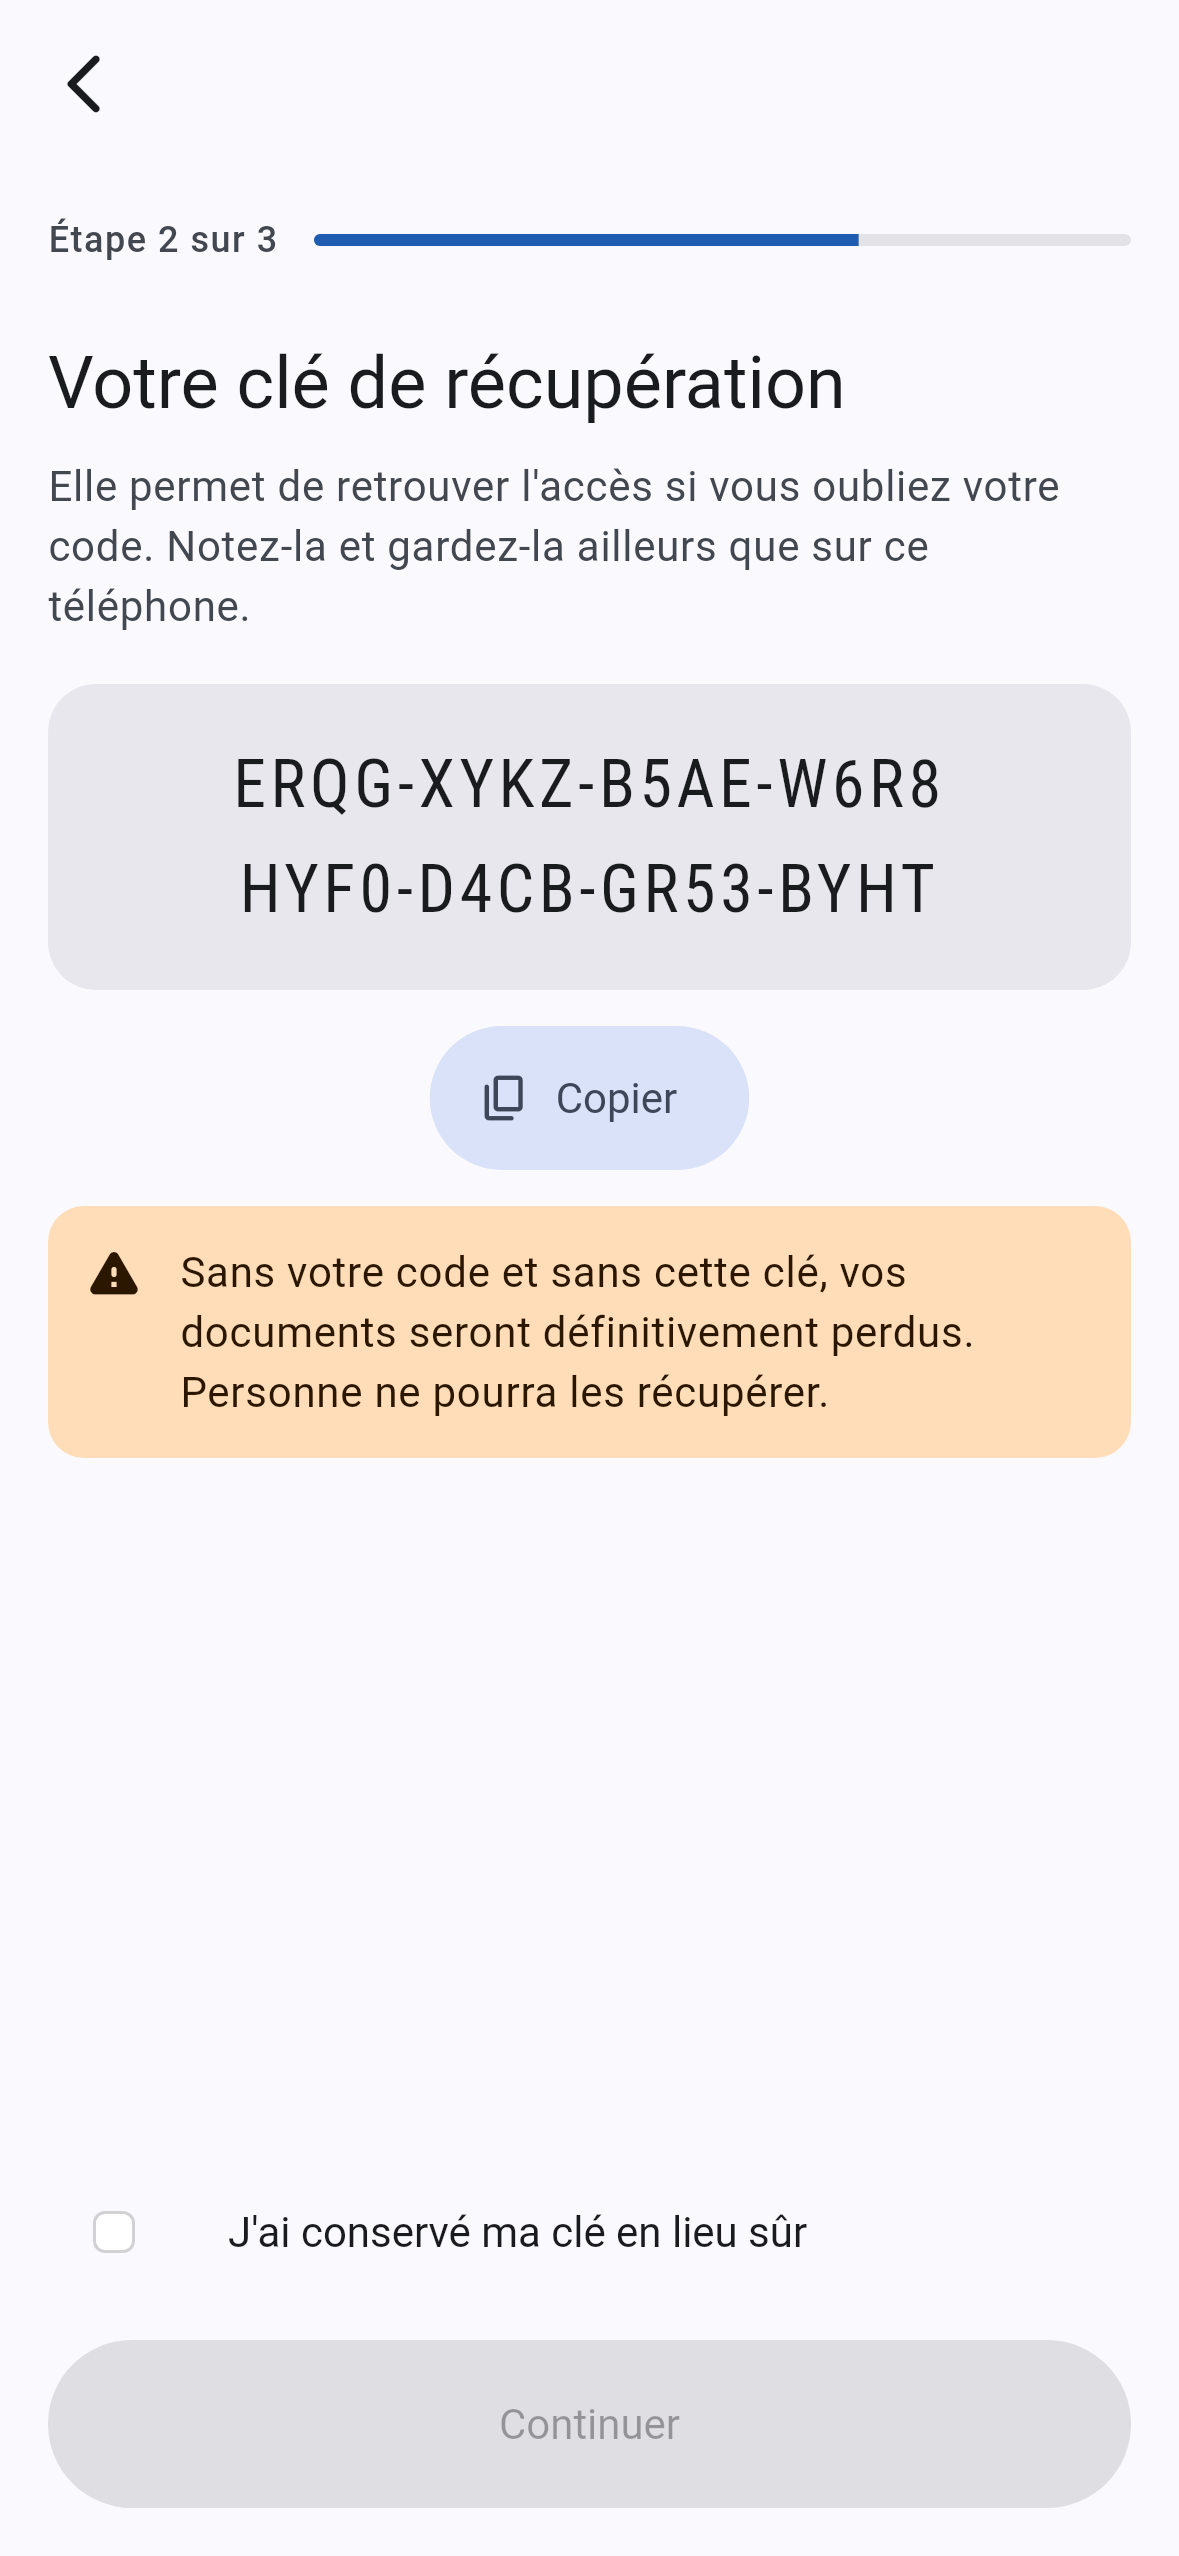 Étape 2 sur 3
Votre clé de récupération
Elle permet de retrouver l'accès si vous oubliez votre
code. Notez-la et gardez-la ailleurs que sur ce
téléphone.
ERQG-XYKZ-B5AE-W6R8
HYF0-D4CB-GR53-BYHT
Copier
Sans votre code et sans cette clé, vos
documents seront définitivement perdus.
Personne ne pourra les récupérer.
J'ai conservé ma clé en lieu sûr
Continuer